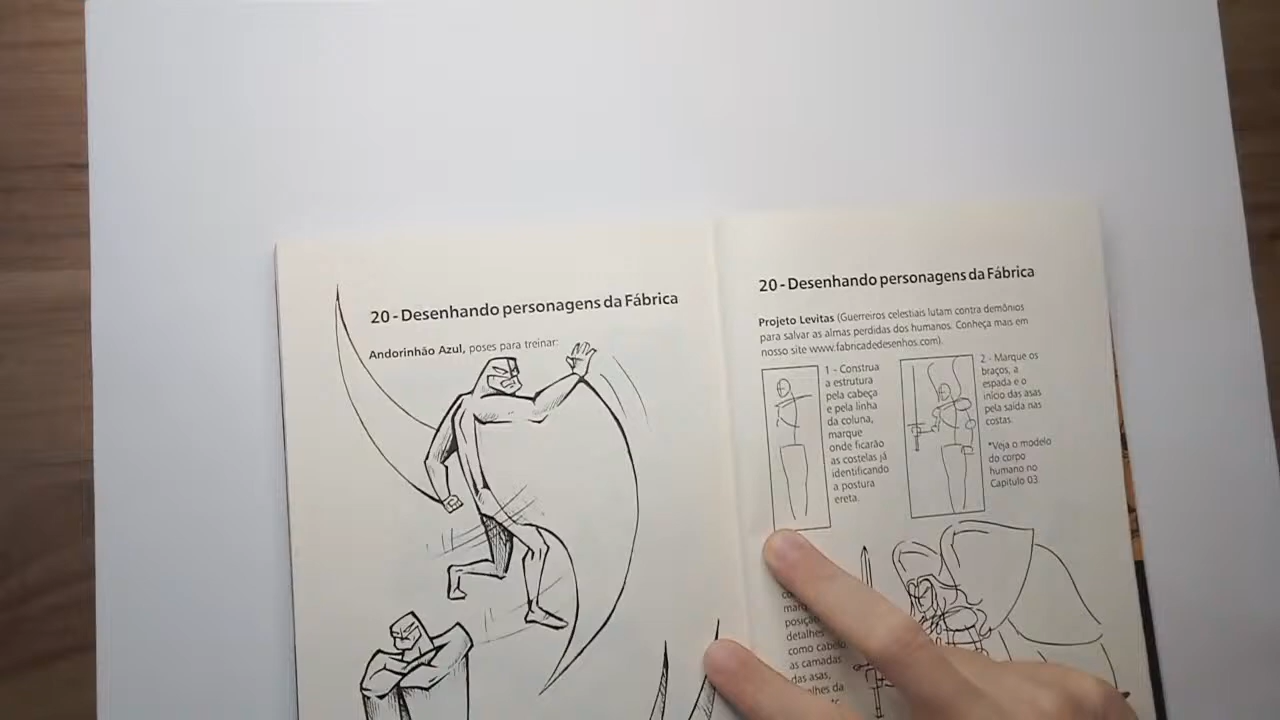 20 - Desenhando personagens da Fábrica
Andorinhão Azul, poses para treinar:
20 - Desenhando personagens da Fábrica
Projeto Levitas (Guerreiros celestiais lutam contra demônios
para salvar as almas perdidas dos humanos. Conheça mais em
nosso site www.fabricadedesenhos.com).
1 - Construa
a estrutura
pela cabeça
e pela linha
da coluna,
marque
onde ficarão
as costelas já
identificando
a postura
ereta.
2 - Marque os
braços, a
espada e o
início das asas
pela saída nas
costas.
*Veja o modelo
do corpo
humano no
Capitulo 03.
posição
detalhes
como cabelo
as camadas
das asas,
da